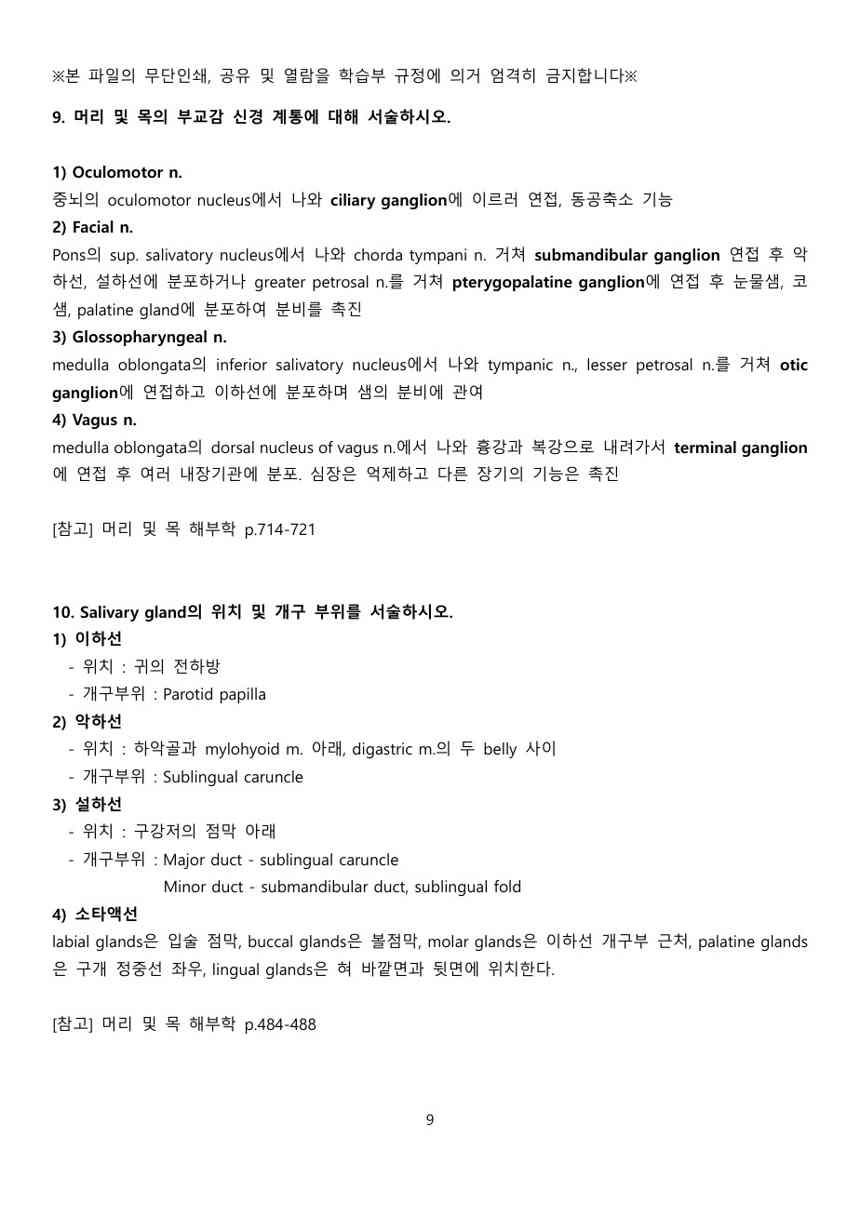 ※본 파일의 무단인쇄, 공유 및 열람을 학습부 규정에 의거 엄격히 금지합니다※
9. 머리 및 목의 부교감 신경 계통에 대해 서술하시오.
1) Oculomotor n.
중뇌의 oculomotor nucleus에서 나와 ciliary ganglion에 이르러 연접, 동공축소 기능
2) Facial n.
Pons의 sup. salivatory nucleus에서 나와 chorda tympani n. 거쳐 submandibular ganglion 연접 후 악
하선, 설하선에 분포하거나 greater petrosal n.를 거쳐 pterygopalatine ganglion에 연접 후 눈물샘, 코
샘, palatine gland에 분포하여 분비를 촉진
3) Glossopharyngeal n.
medulla oblongata의 inferior salivatory nucleus에서 나와 tympanic n., lesser petrosal n.를 거쳐 otic
ganglion에 연접하고 이하선에 분포하며 샘의 분비에 관여
4) Vagus n.
medulla oblongata의 dorsal nucleus of vagus n.에서 나와 흉강과 복강으로 내려가서 terminal ganglion
에 연접 후 여러 내장기관에 분포. 심장은 억제하고 다른 장기의 기능은 촉진
[참고] 머리 및 목 해부학 p.714-721
10. Salivary gland의 위치 및 개구 부위를 서술하시오.
1) 이하선
- 위치 : 귀의 전하방
- 개구부위 : Parotid papilla
2) 악하선
- 위치 : 하악골과 mylohyoid m. 아래, digastric m.의 두 belly 사이
- 개구부위 : Sublingual caruncle
3) 설하선
- 위치 : 구강저의 점막 아래
- 개구부위 : Major duct - sublingual caruncle
Minor duct - submandibular duct, sublingual fold
4) 소타액선
labial glands은 입술 점막, buccal glands은 볼점막, molar glands은 이하선 개구부 근처, palatine glands
은 구개 정중선 좌우, lingual glands은 혀 바깥면과 뒷면에 위치한다.
[참고] 머리 및 목 해부학 p.484-488
9